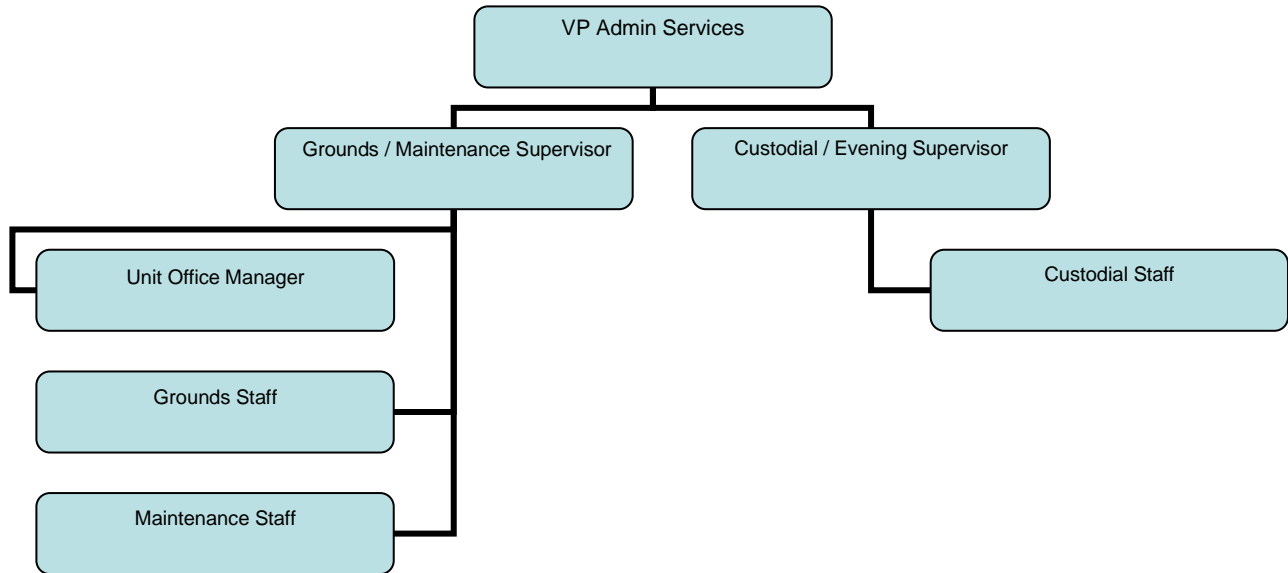 VP Admin Services
Grounds / Maintenance Supervisor
Custodial / Evening Supervisor
Unit Office Manager
Custodial Staff
Grounds Staff
Maintenance Staff